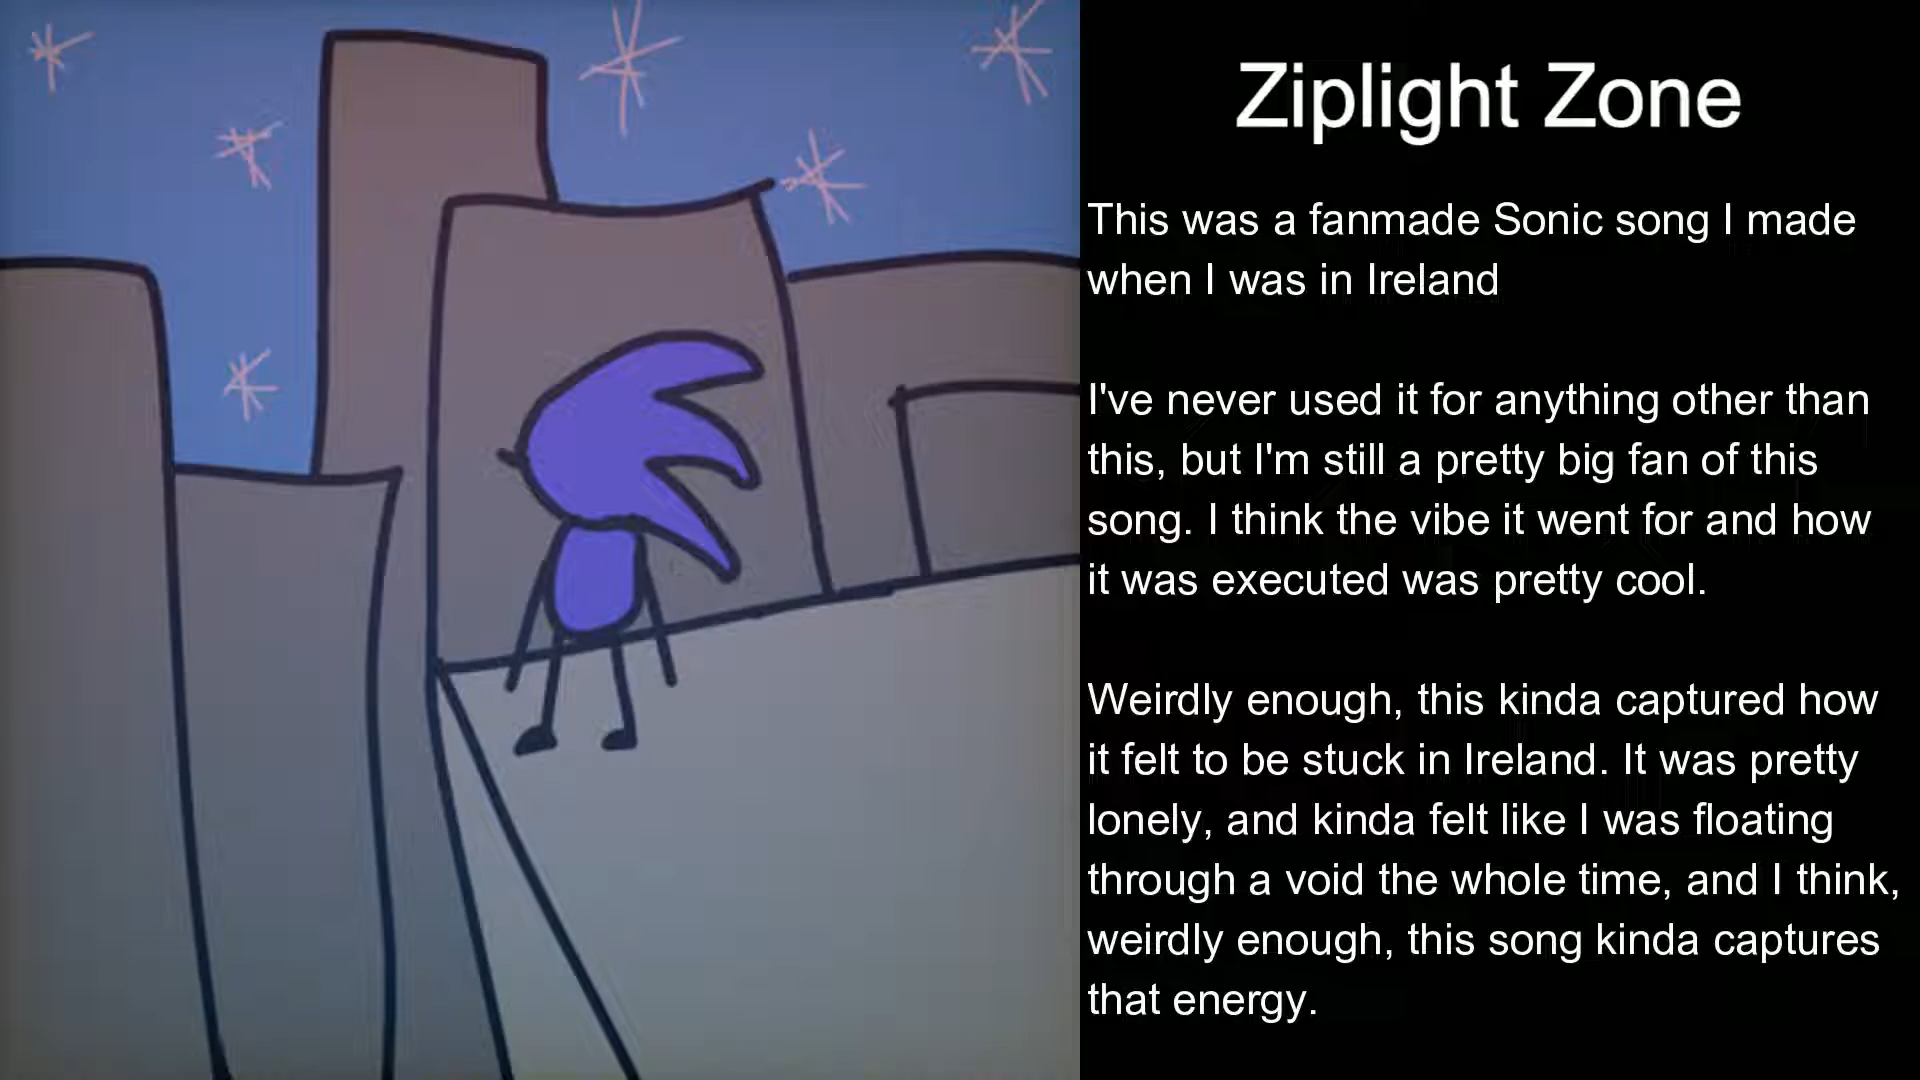 Ziplight Zone
This was a fanmade Sonic song I made
when I was in Ireland
I've never used it for anything other than
this, but I'm still a pretty big fan of this
song. I think the vibe it went for and how
it was executed was pretty cool.
Weirdly enough, this kinda captured how
it felt to be stuck in Ireland. It was pretty
lonely, and kinda felt like I was floating
through a void the whole time, and I think,
weirdly enough, this song kinda captures
that energy.